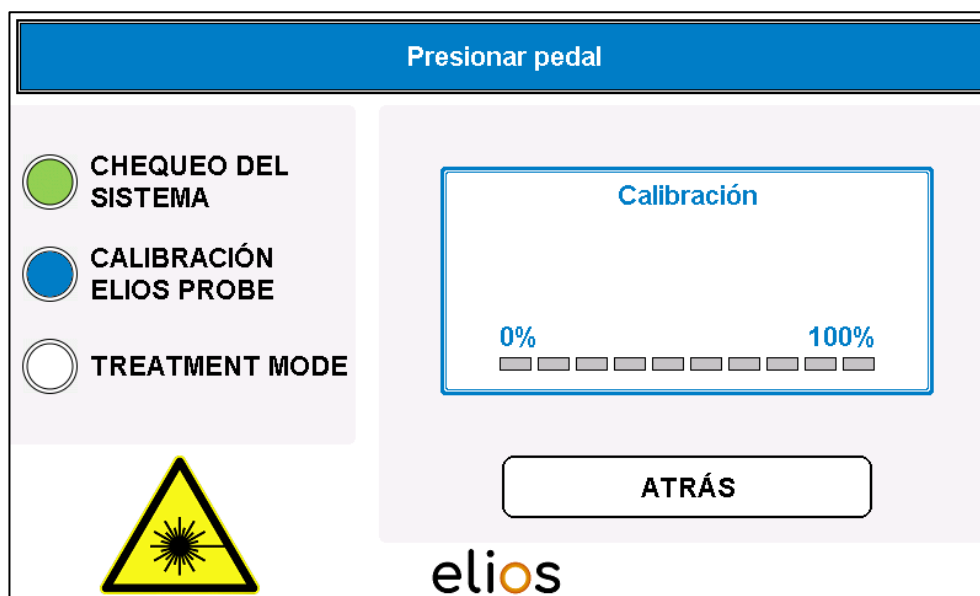 Presionar pedal
CHEQUEO DEL
SISTEMA
CALIBRACIÓN
ELIOS PROBE
TREATMENT MODE
Calibración
0% 100%
ATRÁS
elios